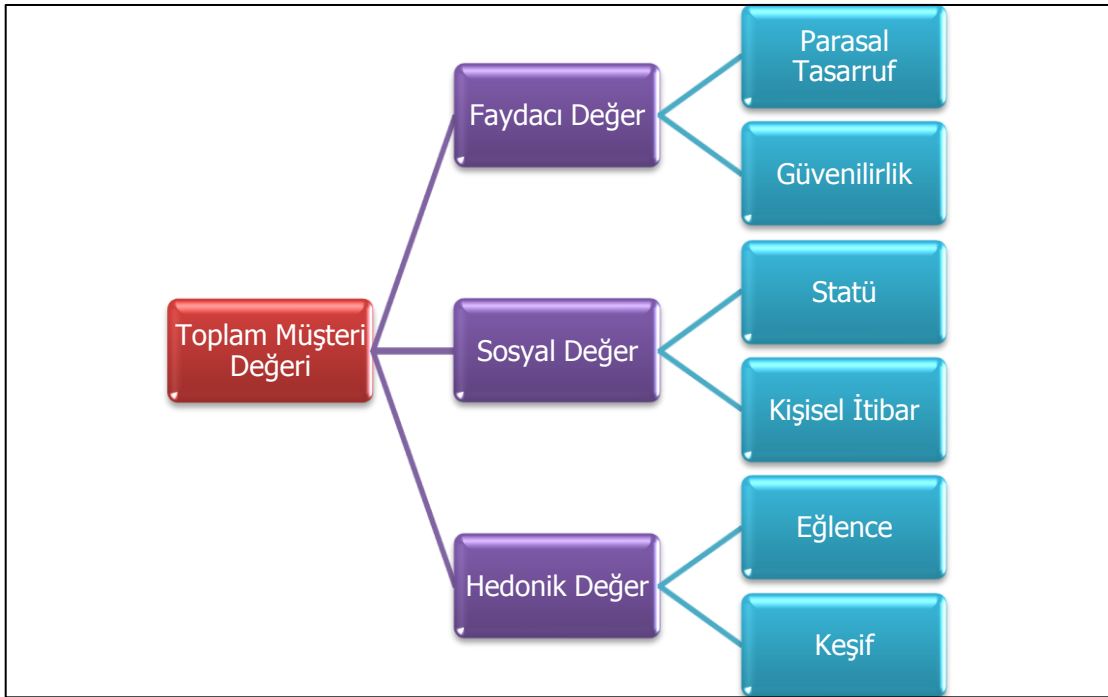 Parasal
Tasarruf
Faydacı Değer
Güvenilirlik
Statü
Toplam Müşteri
Değeri
Sosyal Değer
Kişisel İtibar
Eğlence
Hedonik Değer
Keşif